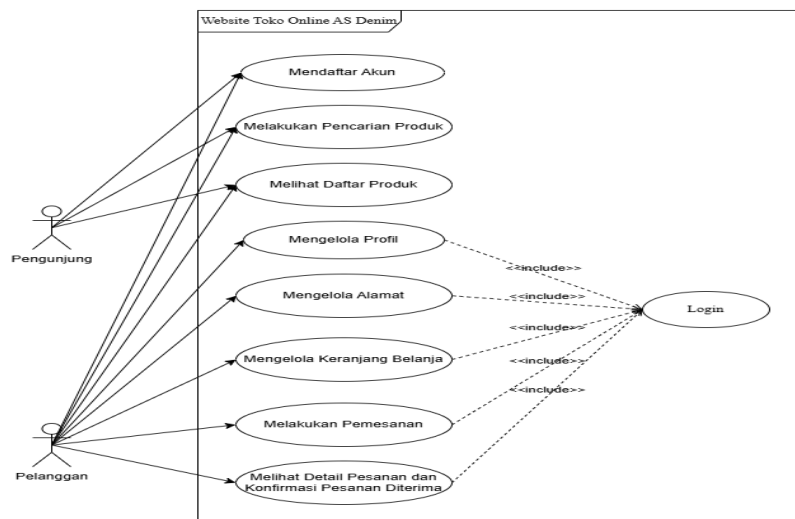 Website Toko Online AS Denim
Mendaftar Akun
Melakukan Pencarian Produk
Melihat Daftar Produk
Pengunjung
Mengelola Profil
<<include>>
Mengelola Alamat
<<include>>
Login
<<include>>
Mengelola Keranjang Belanja
<<include>>
<<include>>
Melakukan Pemesanan
Pelanggan
Melihat Detail Pesanan dan
Konfirmasi Pesanan Diterima